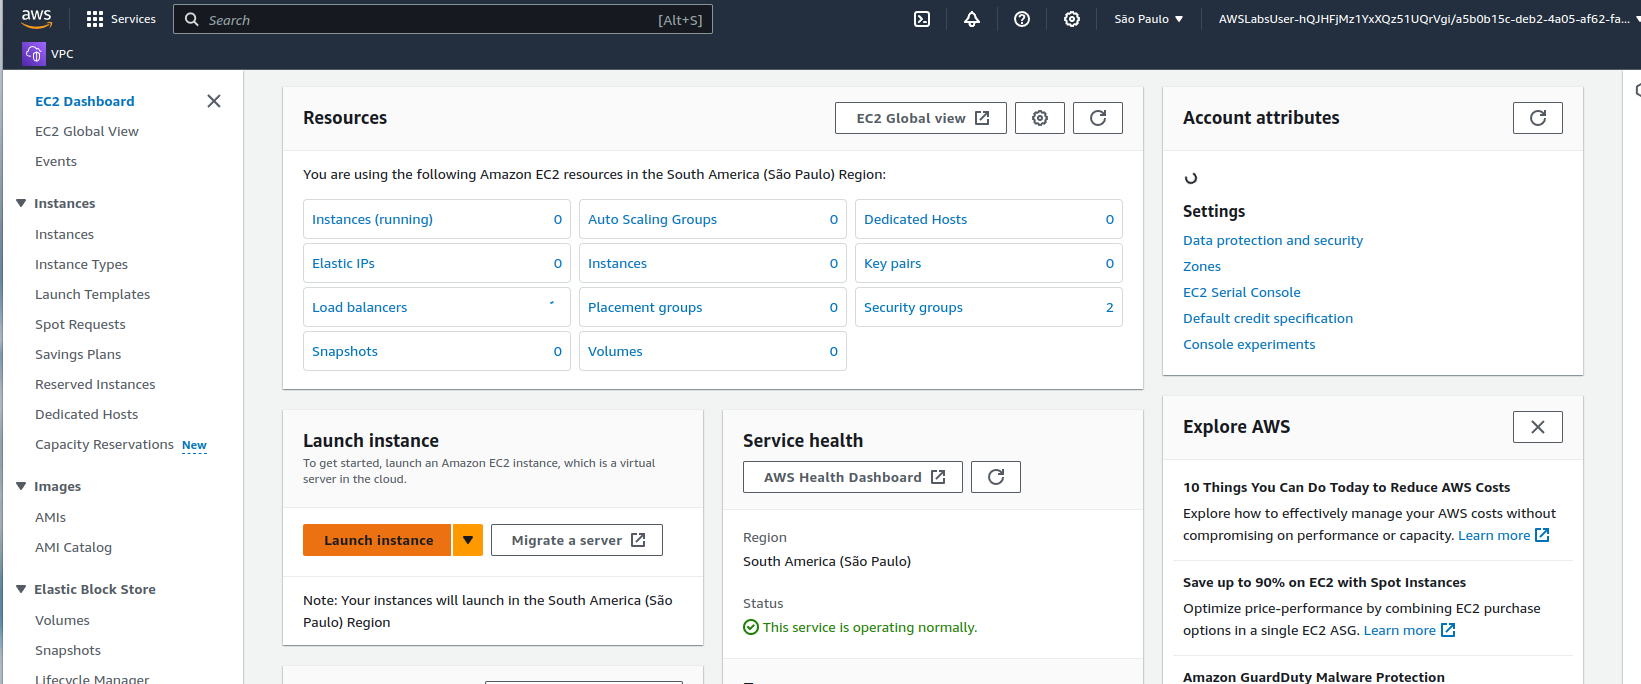 aws
Services
Search
[Alt+S]
São Paulo
AWSLabsUser-hQJHFjMz1YxXQz51UQrVgi/a5b0b15c-deb2-4a05-af62-fa...
VPC
EC2 Dashboard
EC2 Global View
Events
Instances
Instances
Instance Types
Launch Templates
Spot Requests
Savings Plans
Reserved Instances
Dedicated Hosts
Capacity Reservations New
Images
AMIs
AMI Catalog
Elastic Block Store
Volumes
Snapshots
Lifecycle Manager
Resources
EC2 Global view
You are using the following Amazon EC2 resources in the South America (São Paulo) Region:
Instances (running) 0
Auto Scaling Groups 0
Dedicated Hosts 0
Elastic IPs 0
Instances 0
Key pairs 0
Load balancers
Placement groups 0
Security groups 2
Snapshots 0
Volumes 0
Launch instance
To get started, launch an Amazon EC2 instance, which is a virtual
server in the cloud.
Launch instance
Migrate a server
Note: Your instances will launch in the South America (São
Paulo) Region
Service health
AWS Health Dashboard
Region
South America (São Paulo)
Status
This service is operating normally.
Account attributes
Settings
Data protection and security
Zones
EC2 Serial Console
Default credit specification
Console experiments
Explore AWS
10 Things You Can Do Today to Reduce AWS Costs
Explore how to effectively manage your AWS costs without
compromising on performance or capacity. Learn more
Save up to 90% on EC2 with Spot Instances
Optimize price-performance by combining EC2 purchase
options in a single EC2 ASG. Learn more
Amazon GuardDuty Malware Protection